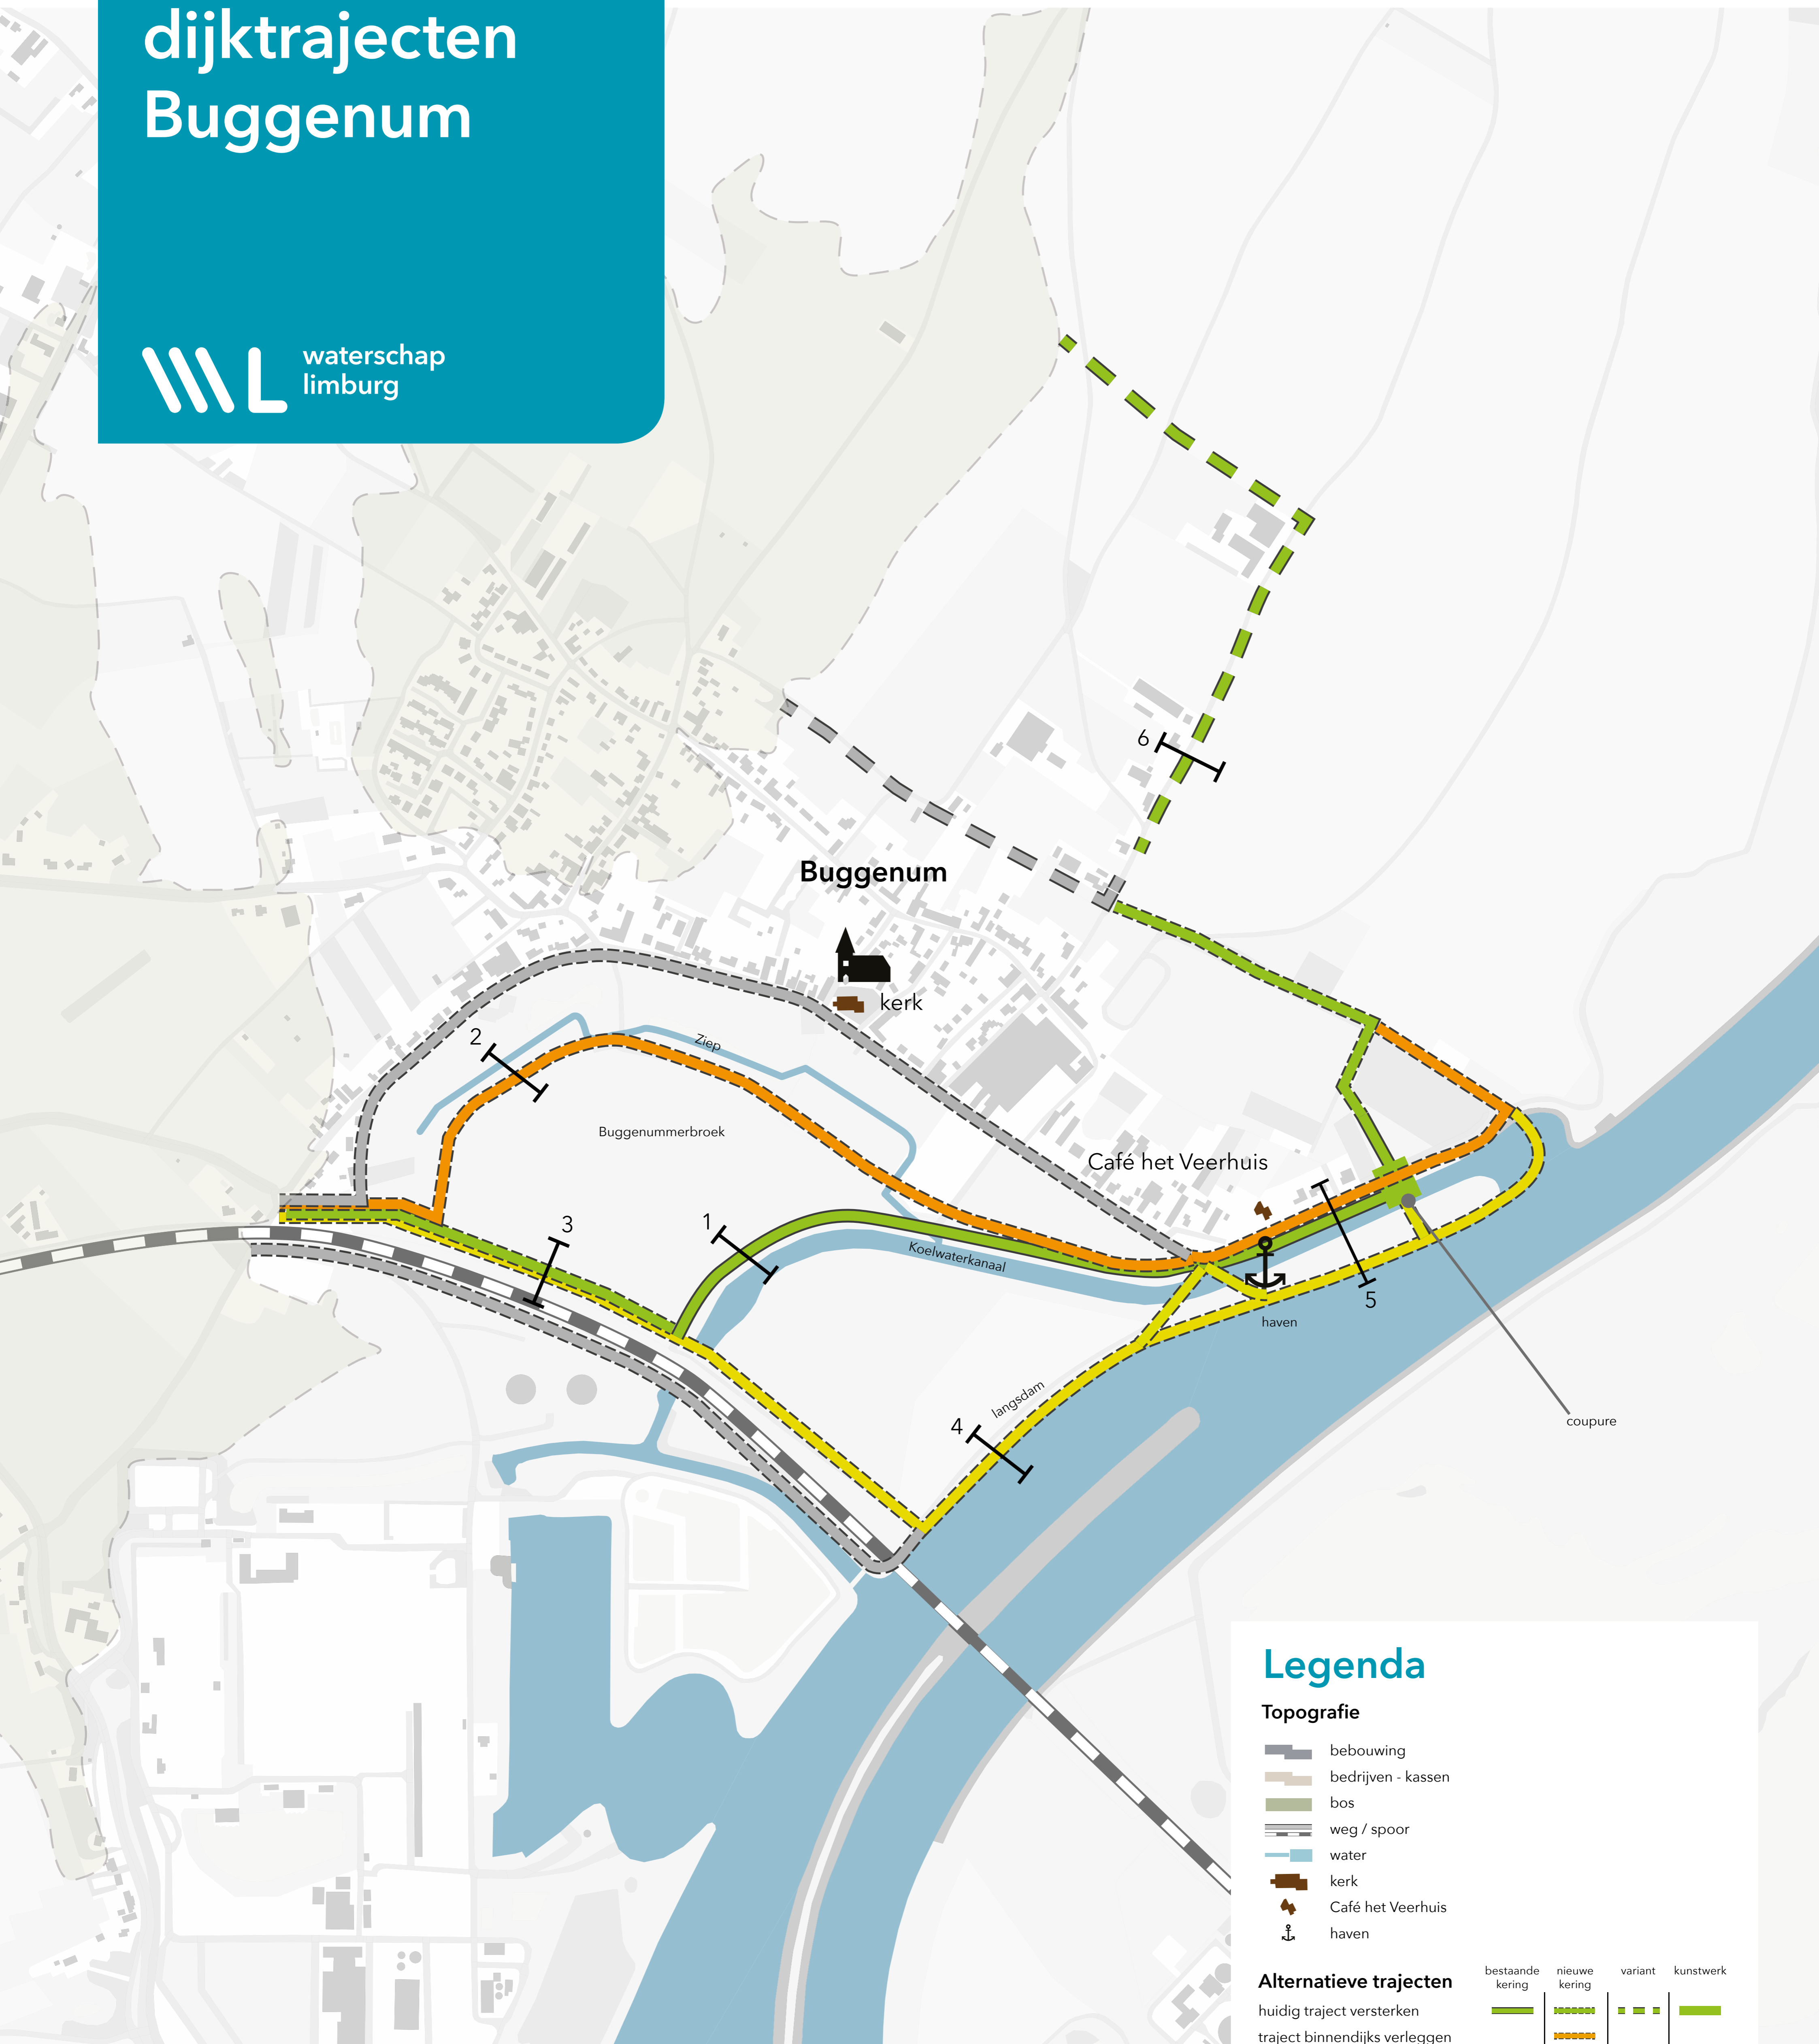 dijktrajecten
Buggenum
waterschap
limburg
6
Buggenum
kerk
2
Ziep
Buggenummerbroek
Café het Veerhuis
3
1
Koelwaterkanaal
5
haven
langsdam
4
coupure
Legenda
Topografie
bebouwing
bedrijven - kassen
bos
weg / spoor
water
kerk
Café het Veerhuis
haven
Alternatieve trajecten
bestaande kering
nieuwe kering
variant
kunstwerk
huidig traject versterken
traject binnendijks verleggen